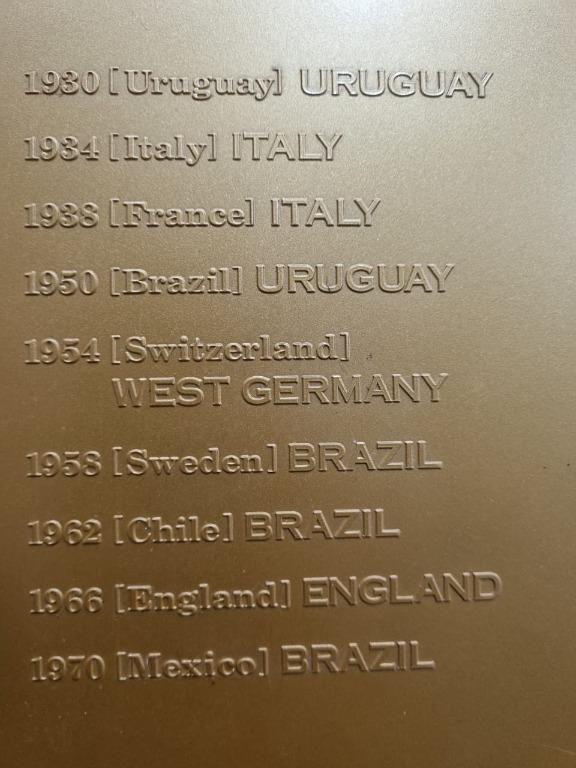 1930 [Uruguay] URUGUAY
1934 [Italy] ITALY
1938 [France] ITALY
1950 [Brazil] URUGUAY
1954 [Switzerland]
WEST GERMANY
1958 [Sweden] BRAZIL
1962 [Chile] BRAZIL
1966 [England] ENGLAND
1970 [Mexico] BRAZIL